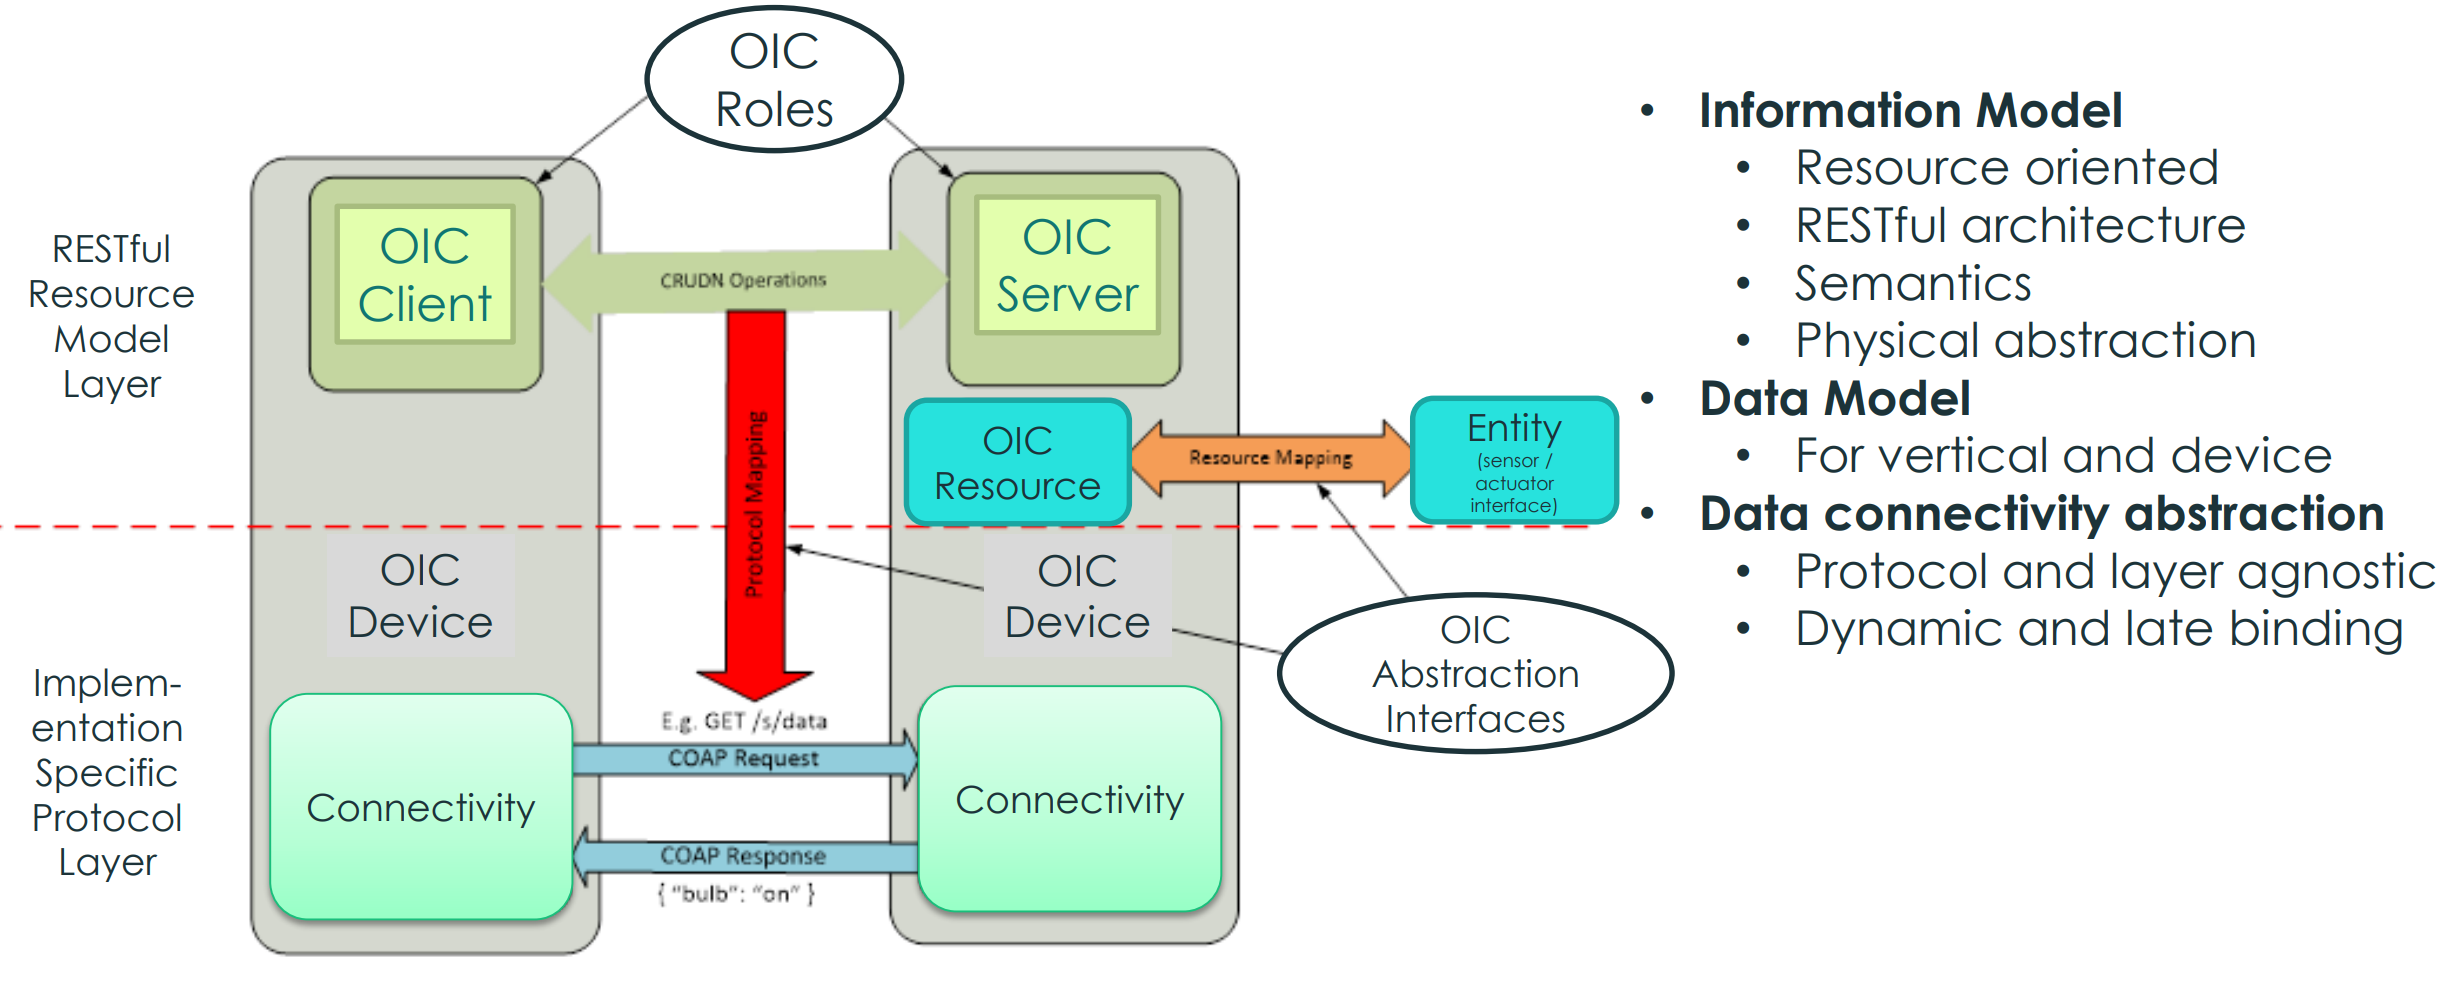 OIC
Roles
RESTful
Resource
Model
Layer
OIC
Client
CRUDN Operations
OIC
Server
Protocol Mapping
OIC
Resource
Resource Mapping
Entity
(sensor /
actuator
interface)
OIC
Device
OIC
Device
OIC
Abstraction
Interfaces
Implem-
entation
Specific
Protocol
Layer
Connectivity
E.g. GET /s/data
COAP Request
COAP Response
{ "bulb": "on" }
Connectivity
• Information Model
• Resource oriented
• RESTful architecture
• Semantics
• Physical abstraction
• Data Model
• For vertical and device
• Data connectivity abstraction
• Protocol and layer agnostic
• Dynamic and late binding